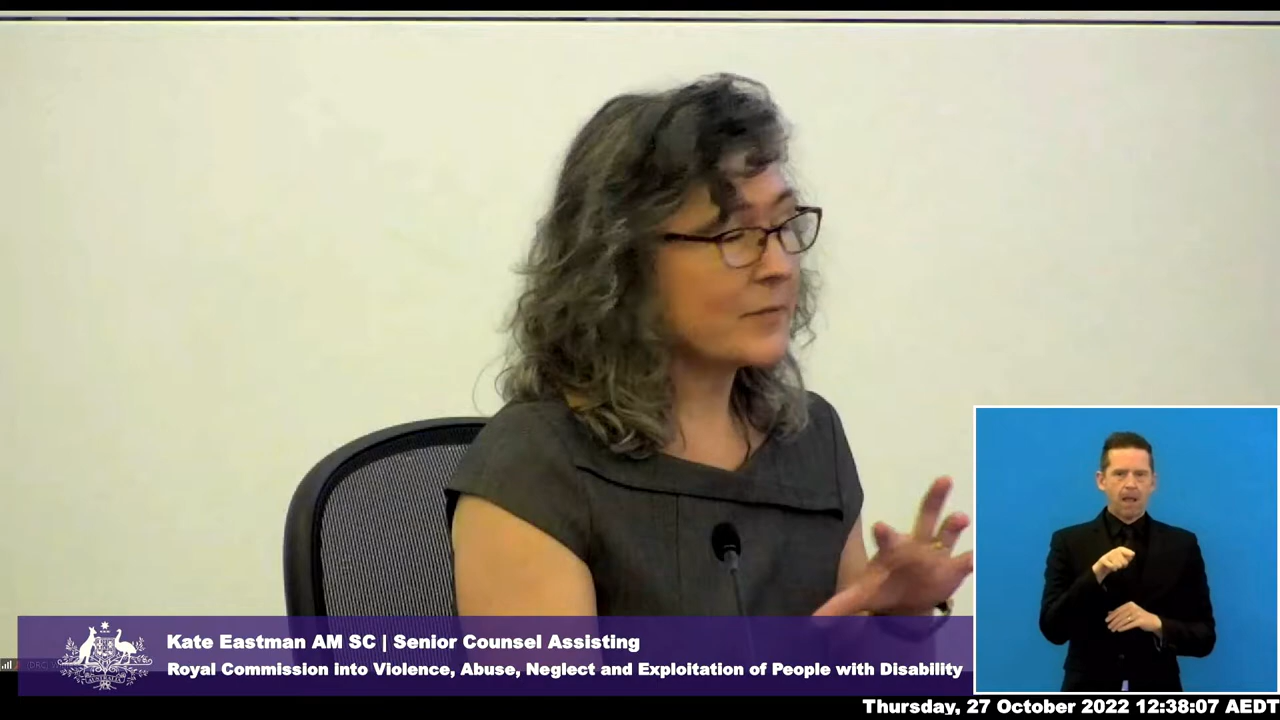 Kate Eastman AM SC | Senior Counsel Assisting
Royal Commission into Violence, Abuse, Neglect and Exploitation of People with Disability
AUSTRALIA
Thursday, 27 October 2022 12:38:07 AEDT